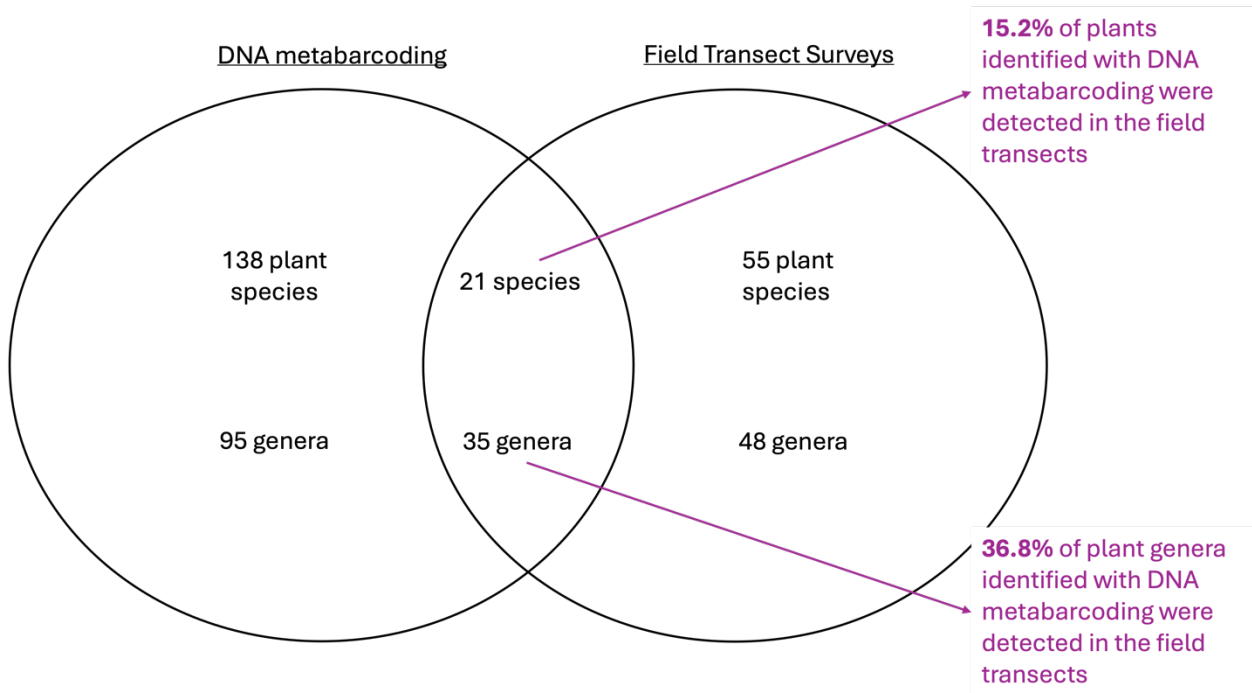 DNA metabarcoding
Field Transect Surveys
15.2% of plants
identified with DNA
metabarcoding were
detected in the field
transects
138 plant
species
21 species
55 plant
species
95 genera
35 genera
48 genera
36.8% of plant genera
identified with DNA
metabarcoding were
detected in the field
transects